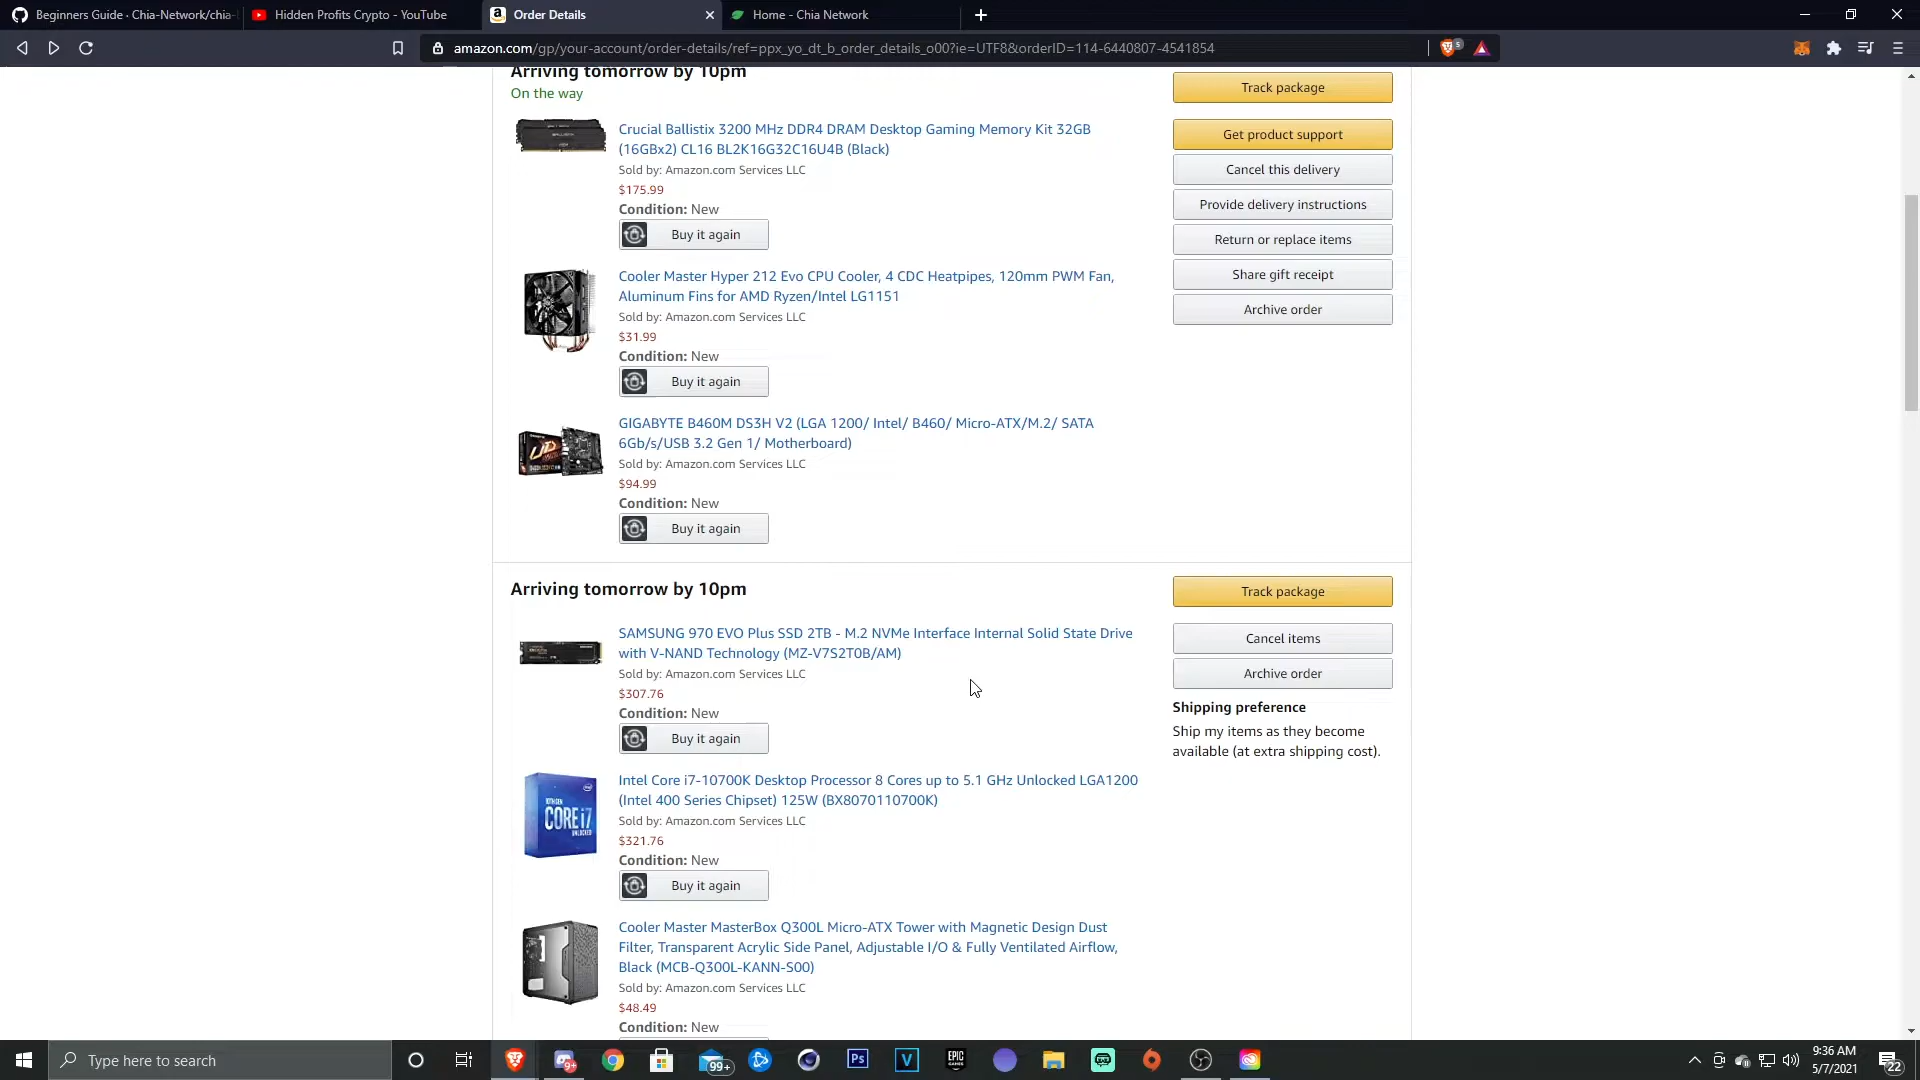 Beginners Guide · Chia-Network/chia-
Hidden Profits Crypto - YouTube
Order Details
Home - Chia Network
amazon.com/gp/your-account/order-details/ref=ppx_yo_dt_b_order_details_o00?ie=UTF8&orderID=114-6440807-4541854
5
Arriving tomorrow by 10pm
On the way
Track package
Get product support
Cancel this delivery
Provide delivery instructions
Return or replace items
Share gift receipt
Archive order
Crucial Ballistix 3200 MHz DDR4 DRAM Desktop Gaming Memory Kit 32GB
(16GBx2) CL16 BL2K16G32C16U4B (Black)
Sold by: Amazon.com Services LLC
$175.99
Condition: New
Buy it again
Cooler Master Hyper 212 Evo CPU Cooler, 4 CDC Heatpipes, 120mm PWM Fan,
Aluminum Fins for AMD Ryzen/Intel LG1151
Sold by: Amazon.com Services LLC
$31.99
Condition: New
Buy it again
GIGABYTE B460M DS3H V2 (LGA 1200/ Intel/ B460/ Micro-ATX/M.2/ SATA
6Gb/s/USB 3.2 Gen 1/ Motherboard)
Sold by: Amazon.com Services LLC
$94.99
Condition: New
Buy it again
Arriving tomorrow by 10pm
Track package
Cancel items
Archive order
Shipping preference
Ship my items as they become
available (at extra shipping cost).
SAMSUNG 970 EVO Plus SSD 2TB - M.2 NVMe Interface Internal Solid State Drive
with V-NAND Technology (MZ-V7S2T0B/AM)
Sold by: Amazon.com Services LLC
$307.76
Condition: New
Buy it again
Intel Core i7-10700K Desktop Processor 8 Cores up to 5.1 GHz Unlocked LGA1200
(Intel 400 Series Chipset) 125W (BX8070110700K)
Sold by: Amazon.com Services LLC
$321.76
Condition: New
Buy it again
CORE i7
UNLOCKED
Cooler Master MasterBox Q300L Micro-ATX Tower with Magnetic Design Dust
Filter, Transparent Acrylic Side Panel, Adjustable I/O & Fully Ventilated Airflow,
Black (MCB-Q300L-KANN-S00)
Sold by: Amazon.com Services LLC
$48.49
Condition: New
Type here to search
9+
99+
Ps
V
EPIC
GAMES
9:36 AM
5/7/2021
22